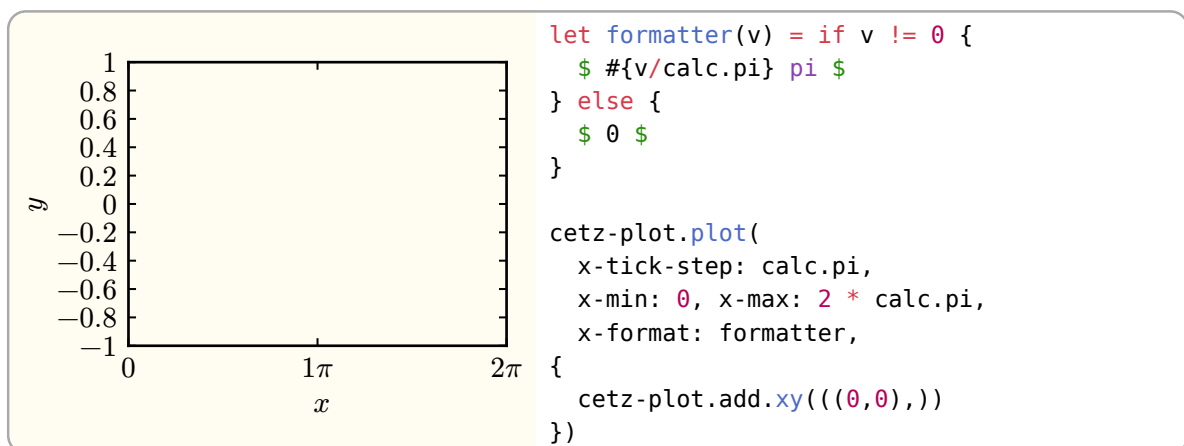 1
0.8
0.6
0.4
0.2
0
−0.2
−0.4
−0.6
−0.8
−1
y
0 1π 2π
x
let formatter(v) = if v != 0 {
  $ #{v/calc.pi} pi $
} else {
  $ 0 $
}

cetz-plot.plot(
  x-tick-step: calc.pi,
  x-min: 0, x-max: 2 * calc.pi,
  x-format: formatter,
{
  cetz-plot.add.xy(((0,0),))
})